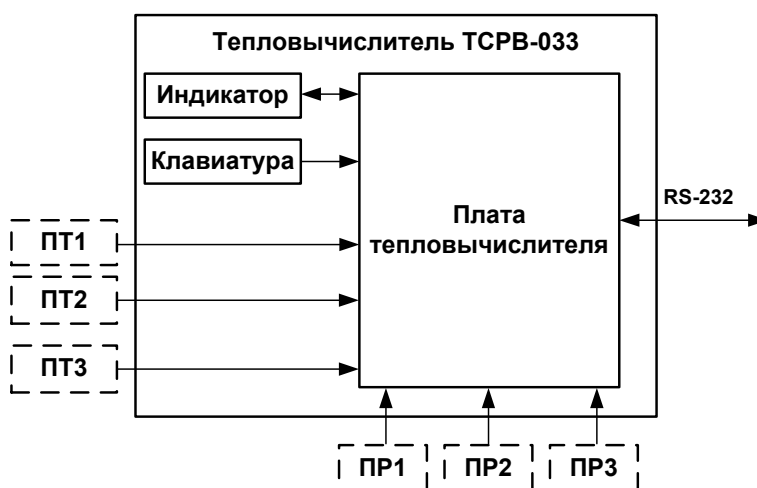 Тепловычислитель ТСРВ-033
Индикатор
Клавиатура
Плата
тепловычислителя
RS-232
ПТ1
ПТ2
ПТ3
ПР1
ПР2
ПР3